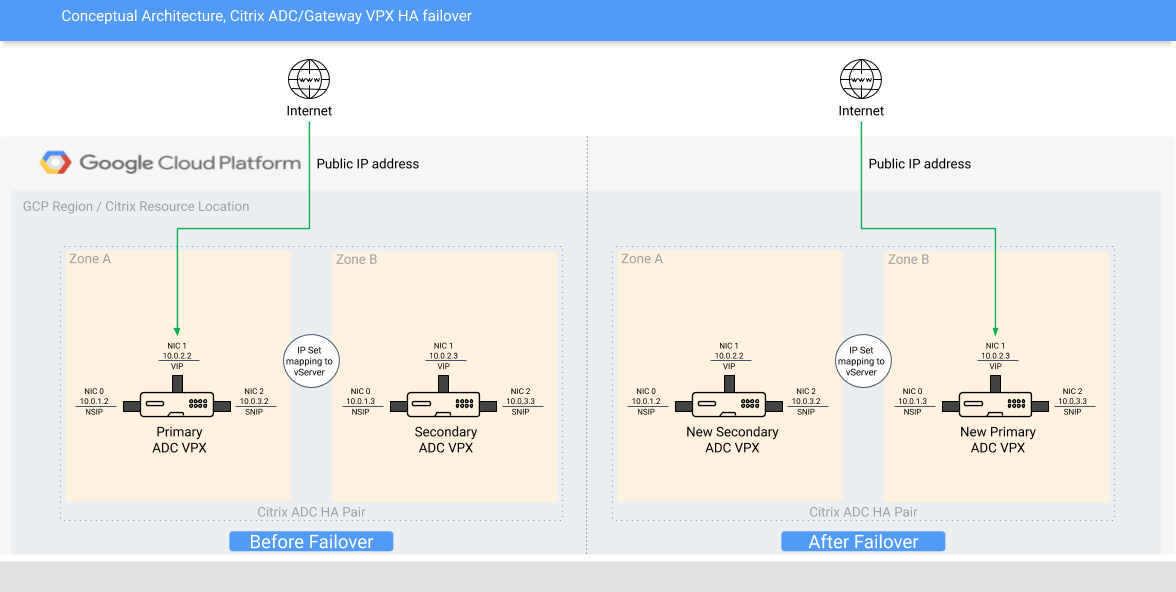 Conceptual Architecture, Citrix ADC/Gateway VPX HA failover
www
Internet
www
Internet
Google Cloud Platform
Public IP address
Public IP address
GCP Region / Citrix Resource Location
Zone A
Zone B
NIC 1
10.0.2.2
VIP
NIC 0
10.0.1.2
NSIP
NIC 2
10.0.3.2
SNIP
Primary
ADC VPX
IP Set
mapping to
vServer
NIC 1
10.0.2.3
VIP
NIC 0
10.0.1.3
NSIP
NIC 2
10.0.3.3
SNIP
Secondary
ADC VPX
Citrix ADC HA Pair
Before Failover
Zone A
Zone B
NIC 1
10.0.2.2
VIP
NIC 0
10.0.1.2
NSIP
NIC 2
10.0.3.2
SNIP
New Secondary
ADC VPX
IP Set
mapping to
vServer
NIC 1
10.0.2.3
VIP
NIC 0
10.0.1.3
NSIP
NIC 2
10.0.3.3
SNIP
New Primary
ADC VPX
Citrix ADC HA Pair
After Failover